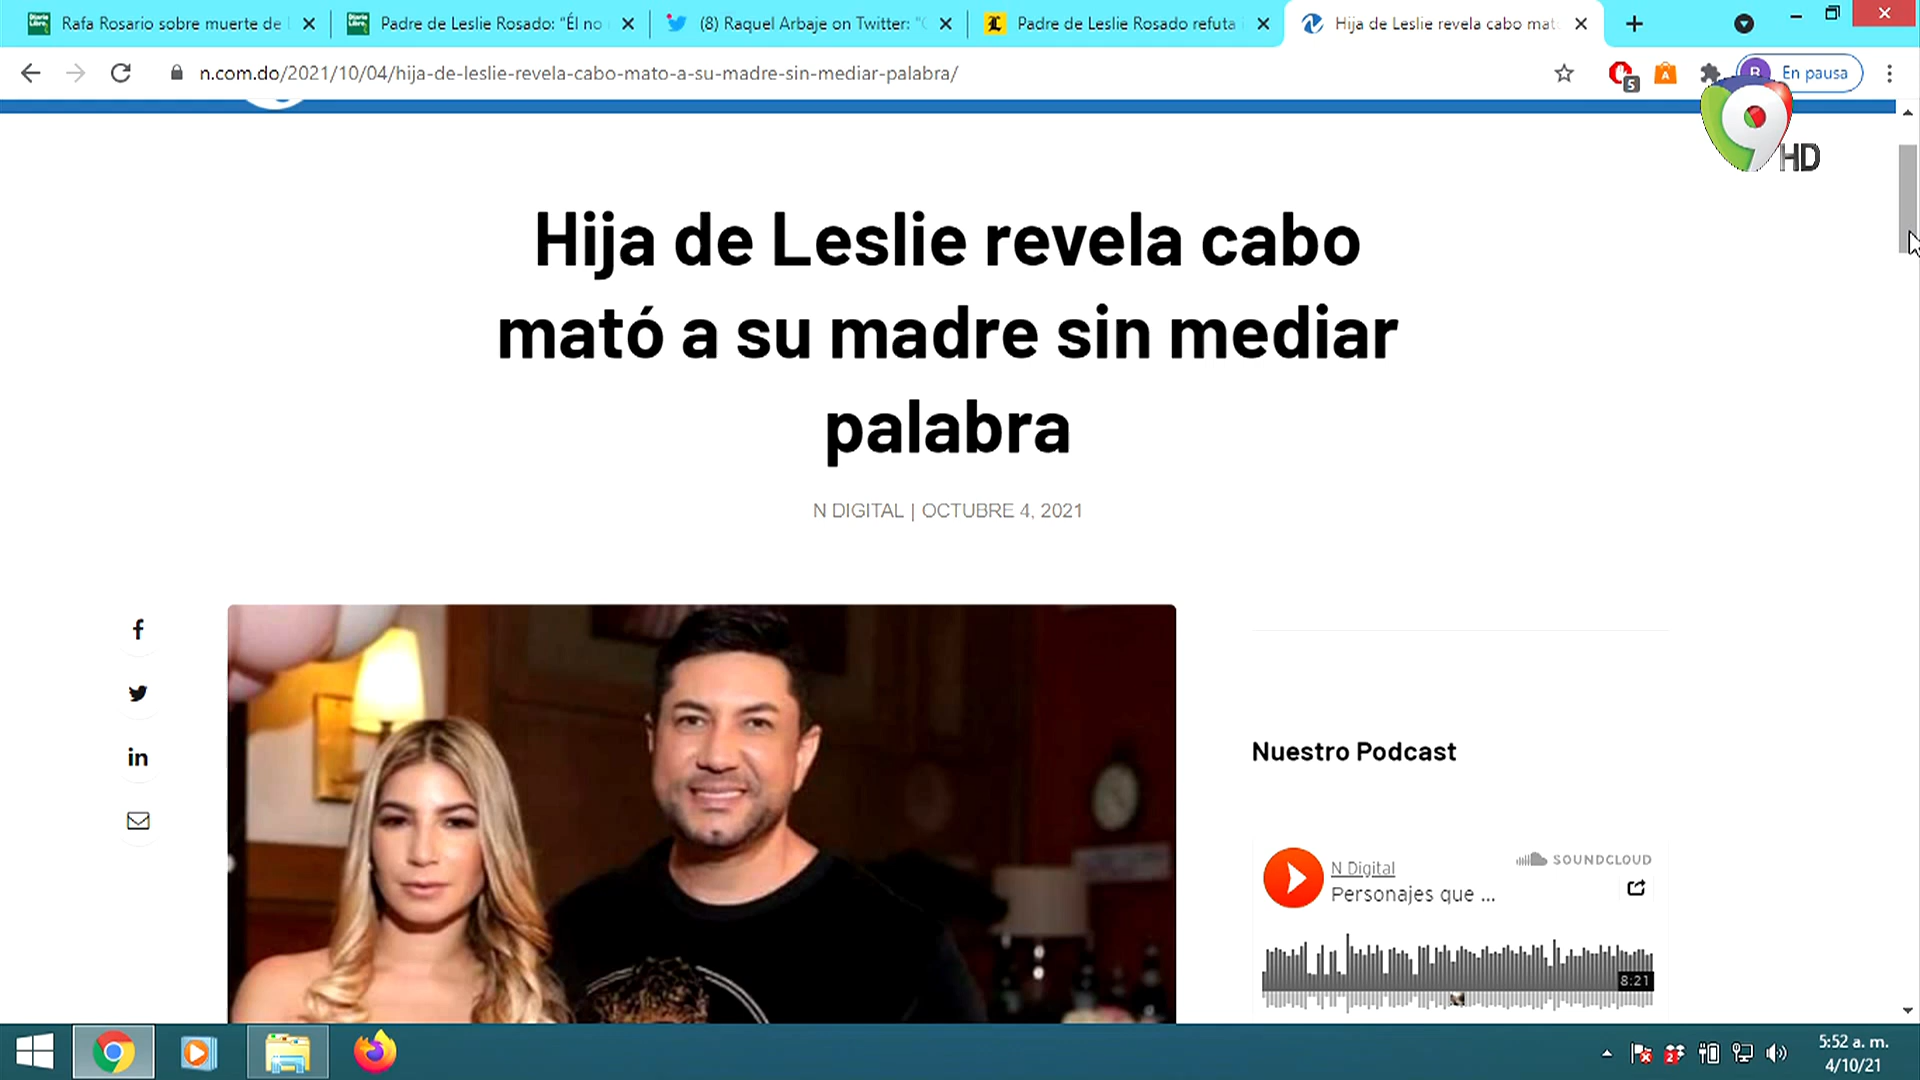 Rafa Rosario sobre muerte de
Padre de Leslie Rosado: "Él no
(8) Raquel Arbaje on Twitter: "
Padre de Leslie Rosado refuta
Hija de Leslie revela cabo mat
n.com.do/2021/10/04/hija-de-leslie-revela-cabo-mato-a-su-madre-sin-mediar-palabra/
5
En pausa
HD
Hija de Leslie revela cabo
mató a su madre sin mediar
palabra
N DIGITAL | OCTUBRE 4, 2021
Nuestro Podcast
SOUNDCLOUD
N Digital
Personajes que ...
8:21
5:52 a. m.
4/10/21